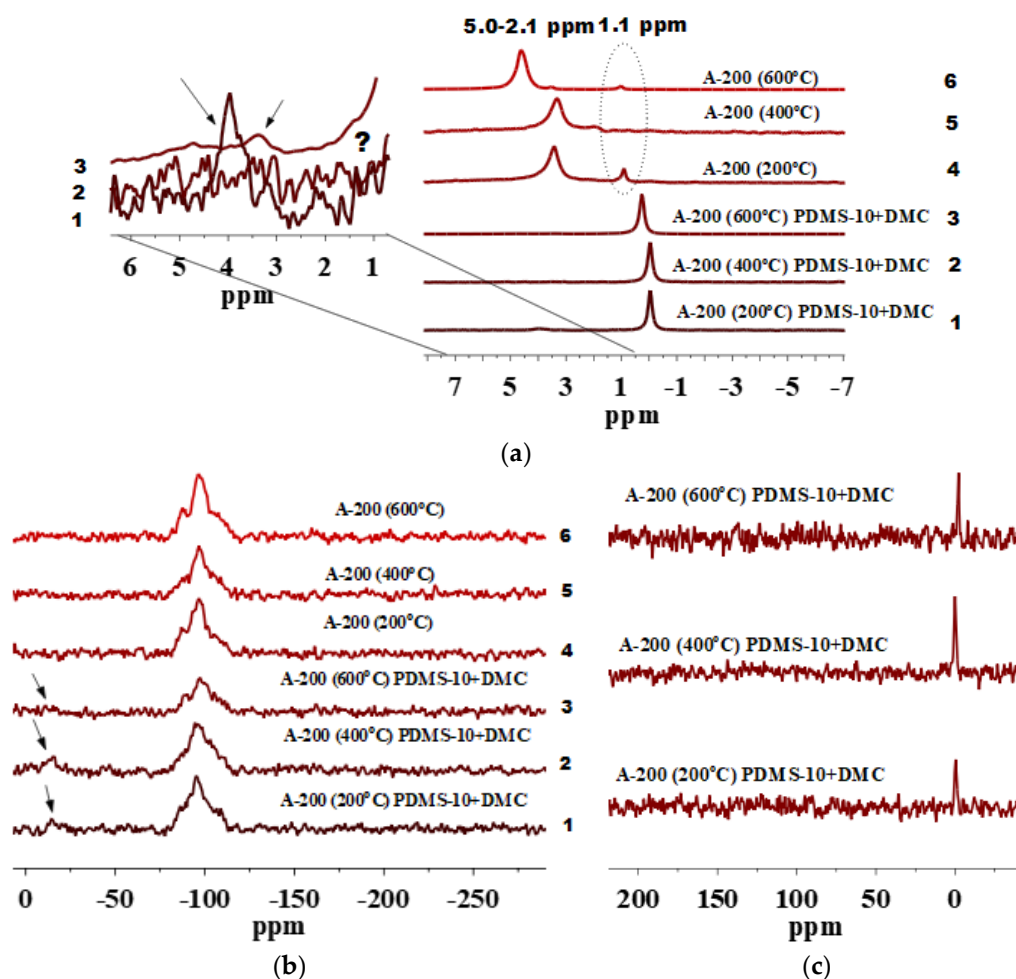 5.0-2.1 ppm 1.1 ppm
A-200 (600°C) 6
A-200 (400°C) 5
A-200 (200°C) 4
A-200 (600°C) PDMS-10+DMC 3
A-200 (400°C) PDMS-10+DMC 2
A-200 (200°C) PDMS-10+DMC 1
7 5 3 1 -1 -3 -5 -7
ppm
?
3
2
1
6 5 4 3 2 1
ppm
(a)
A-200 (600°C)
6
A-200 (400°C)
5
A-200 (200°C)
4
A-200 (600°C) PDMS-10+DMC
3
A-200 (400°C) PDMS-10+DMC
2
A-200 (200°C) PDMS-10+DMC
1
0 -50 -100 -150 -200 -250
ppm
(b)
A-200 (600°C) PDMS-10+DMC
A-200 (400°C) PDMS-10+DMC
A-200 (200°C) PDMS-10+DMC
200 150 100 50 0
ppm
(c)